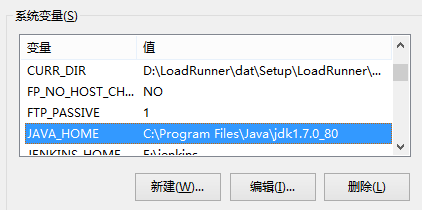 系统变量(S)
变量 值
CURR_DIR D:\LoadRunner\dat\Setup\LoadRunner\...
FP_NO_HOST_CH... NO
FTP_PASSIVE 1
JAVA_HOME C:\Program Files\Java\jdk1.7.0_80
JENKINS_HOME E:\jenkins
新建(W)... 编辑(I)... 删除(L)